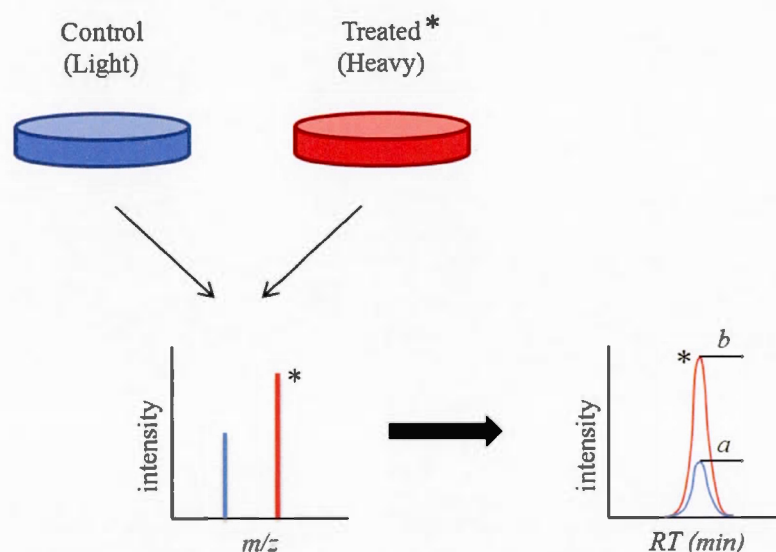 Control
(Light)
Treated*
(Heavy)
intensity
*
m/z
intensity
*
b
a
RT (min)